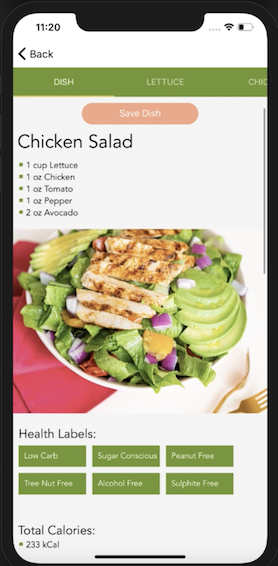 11:20
Back
DISH LETTUCE CHIC
Save Dish
Chicken Salad
1 cup Lettuce
1 oz Chicken
1 oz Tomato
1 oz Pepper
2 oz Avocado
Health Labels:
Low Carb Sugar Conscious Peanut Free
Tree Nut Free Alcohol Free Sulphite Free
Total Calories:
233 kCal